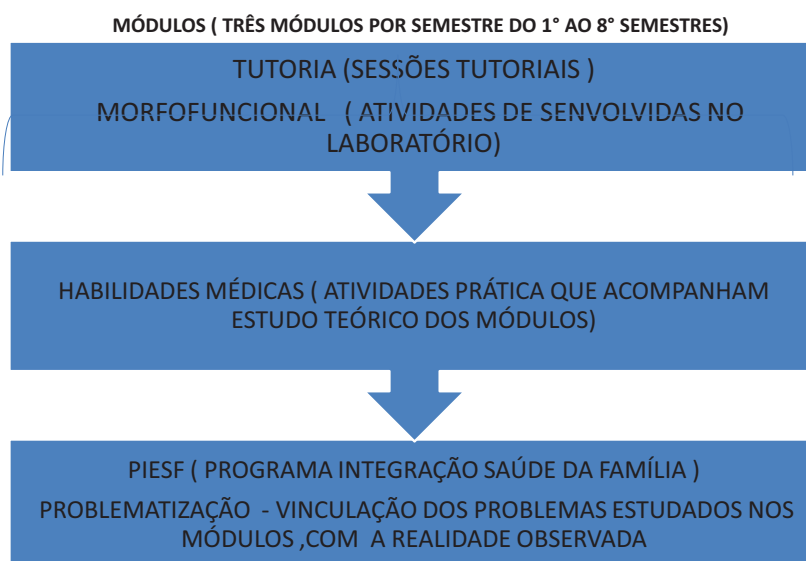 MÓDULOS ( TRÊS MÓDULOS POR SEMESTRE DO 1° AO 8° SEMESTRES)
TUTORIA (SESSÕES TUTORIAIS )
MORFOFUNCIONAL ( ATIVIDADES DE SENVOLVIDAS NO
LABORATÓRIO)
HABILIDADES MÉDICAS ( ATIVIDADES PRÁTICA QUE ACOMPANHAM
ESTUDO TEÓRICO DOS MÓDULOS)
PIESF ( PROGRAMA INTEGRAÇÃO SAÚDE DA FAMÍLIA )
PROBLEMATIZAÇÃO - VINCULAÇÃO DOS PROBLEMAS ESTUDADOS NOS
MÓDULOS ,COM A REALIDADE OBSERVADA